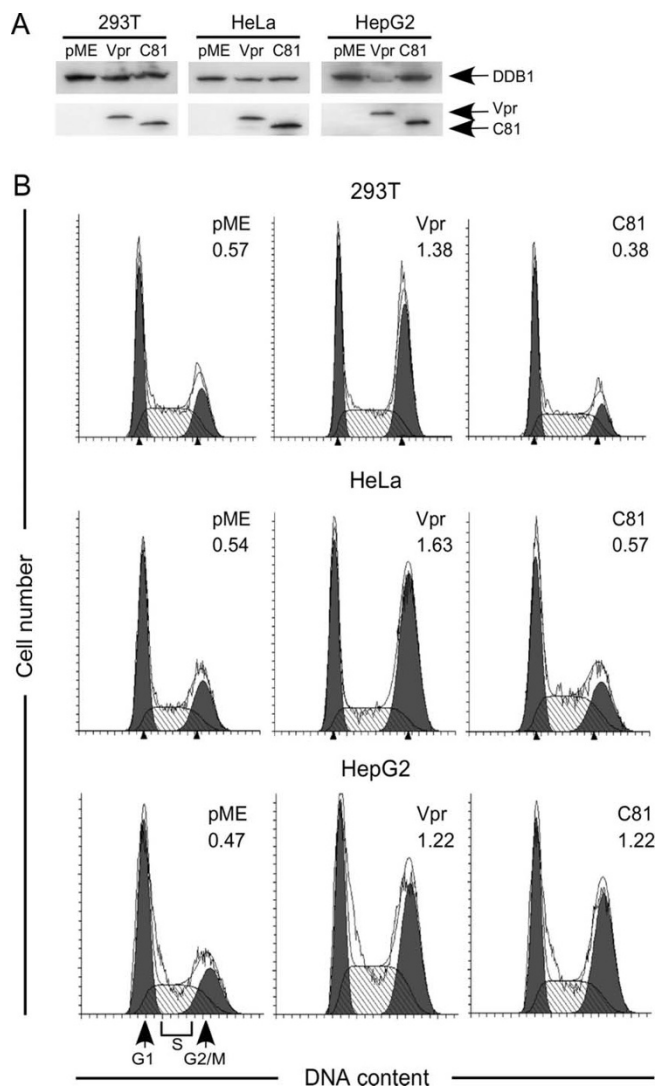 A
293T
HeLa
HepG2
pME Vpr C81
pME Vpr C81
pME Vpr C81
DDB1
Vpr
C81
B
293T
pME
0.57
Vpr
1.38
C81
0.38
HeLa
pME
0.54
Vpr
1.63
C81
0.57
HepG2
pME
0.47
Vpr
1.22
C81
1.22
Cell number
G1
S
G2/M
DNA content